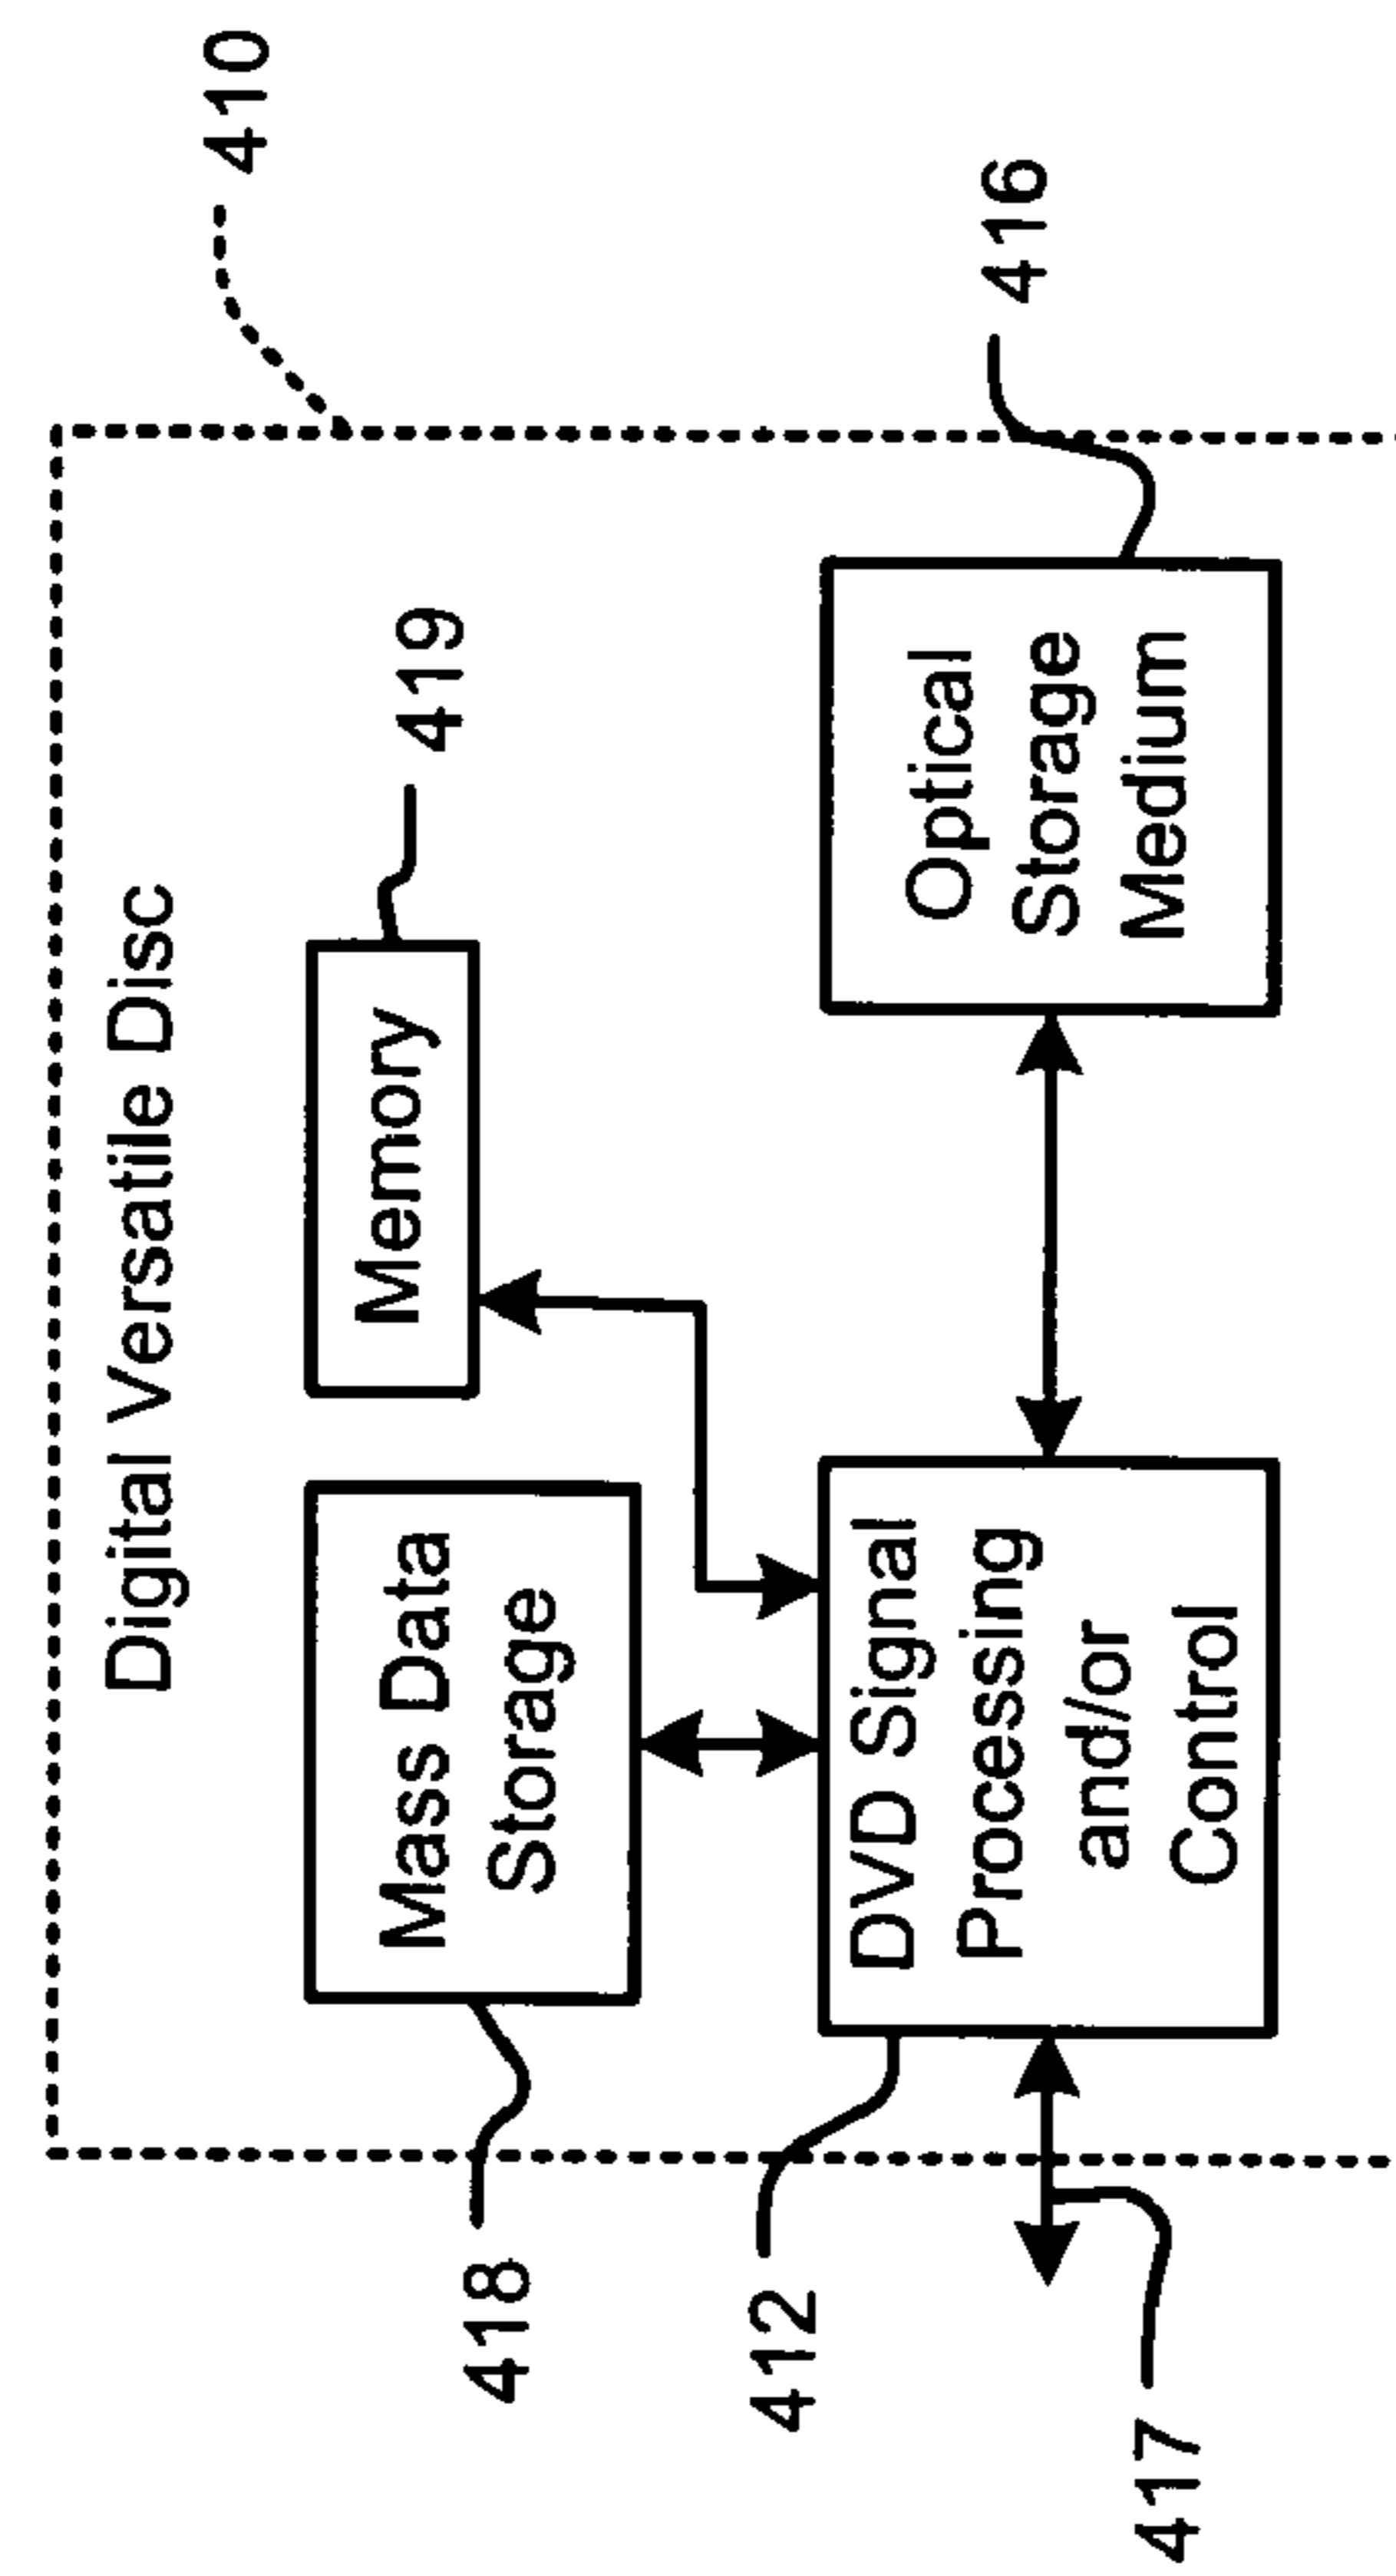 Digital Versatile Disc
410
418
Mass Data
Storage
Memory
419
412
DVD Signal
Processing
and/or
Control
Optical
Storage
Medium
416
417